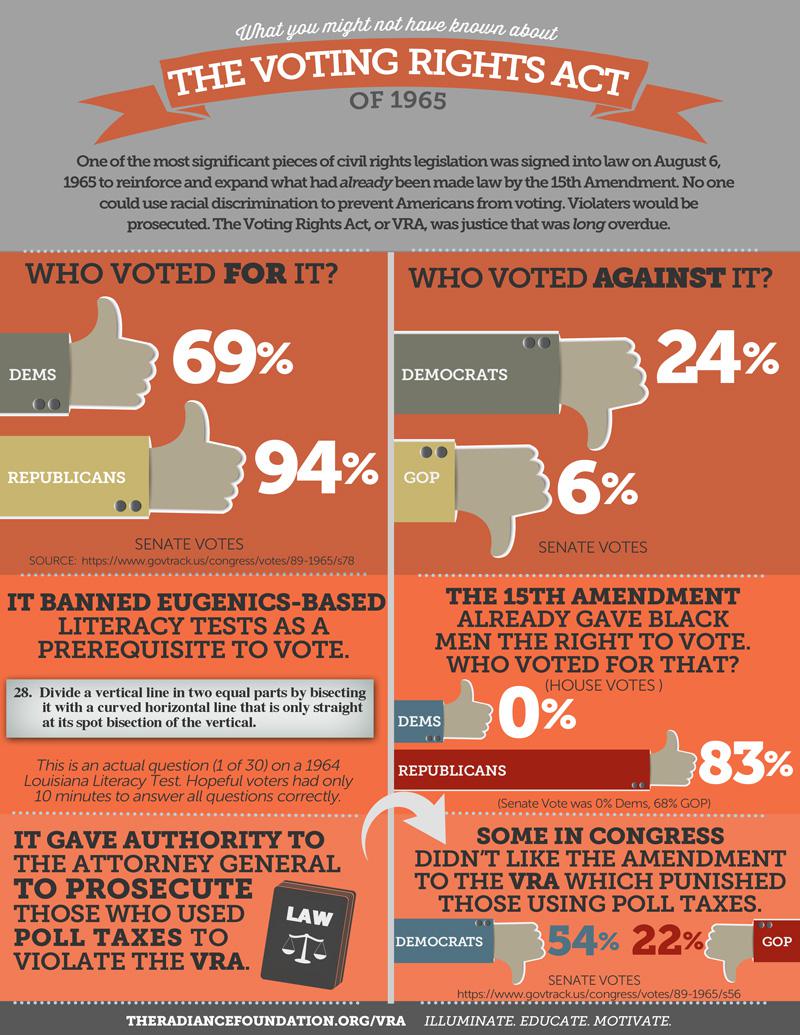 What you might not have known about
THE VOTING RIGHTS ACT
OF 1965
One of the most significant pieces of civil rights legislation was signed into law on August 6,
1965 to reinforce and expand what had already been made law by the 15th Amendment. No one
could use racial discrimination to prevent Americans from voting. Violaters would be
prosecuted. The Voting Rights Act, or VRA, was justice that was long overdue.
WHO VOTED FOR IT?
DEMS
69%
REPUBLICANS
94%
SENATE VOTES
SOURCE: https://www.govtrack.us/congress/votes/89-1965/s78
WHO VOTED AGAINST IT?
DEMOCRATS
24%
GOP
6%
SENATE VOTES
IT BANNED EUGENICS-BASED
LITERACY TESTS AS A
PREREQUISITE TO VOTE.
28. Divide a vertical line in two equal parts by bisecting
it with a curved horizontal line that is only straight
at its spot bisection of the vertical.
This is an actual question (1 of 30) on a 1964
Louisiana Literacy Test. Hopeful voters had only
10 minutes to answer all questions correctly.
THE 15TH AMENDMENT
ALREADY GAVE BLACK
MEN THE RIGHT TO VOTE.
WHO VOTED FOR THAT?
(HOUSE VOTES )
DEMS
0%
REPUBLICANS
83%
(Senate Vote was 0% Dems, 68% GOP)
IT GAVE AUTHORITY TO
THE ATTORNEY GENERAL
TO PROSECUTE
THOSE WHO USED
POLL TAXES TO
VIOLATE THE VRA.
LAW
SOME IN CONGRESS
DIDN'T LIKE THE AMENDMENT
TO THE VRA WHICH PUNISHED
THOSE USING POLL TAXES.
DEMOCRATS
54%
22%
GOP
SENATE VOTES
https://www.govtrack.us/congress/votes/89-1965/s56
THERADIANCEFOUNDATION.ORG/VRA ILLUMINATE. EDUCATE. MOTIVATE.